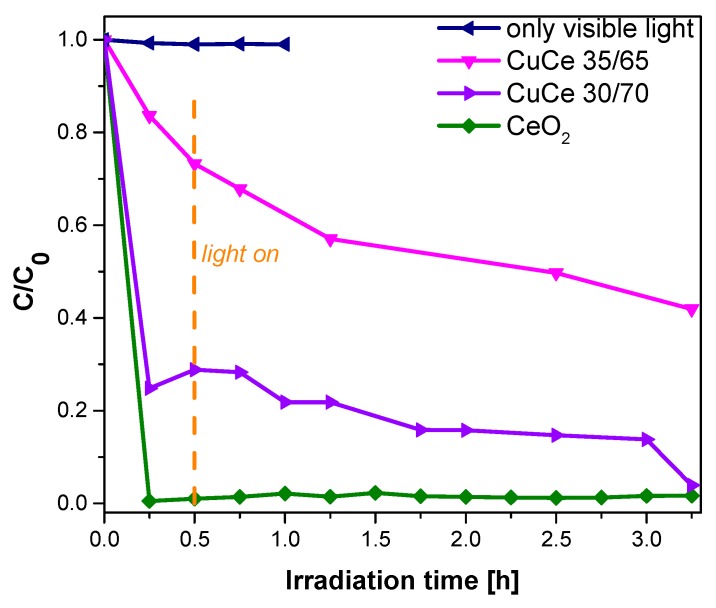 only visible light
CuCe 35/65
CuCe 30/70
CeO₂
light on
C/C₀
1.0
0.8
0.6
0.4
0.2
0.0
0.0 0.5 1.0 1.5 2.0 2.5 3.0
Irradiation time [h]